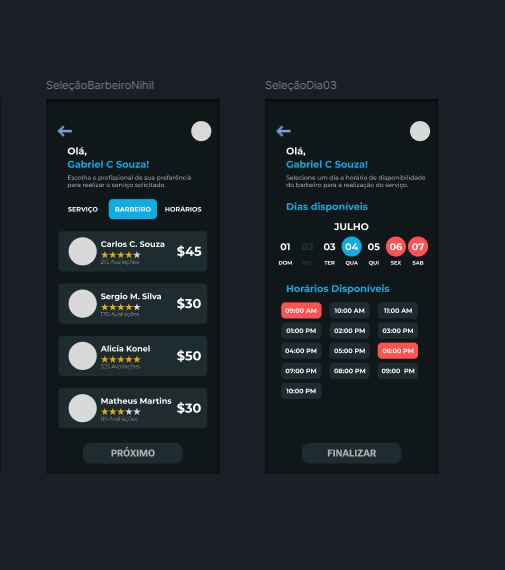 SeleçãoBarbeiroNihil
Olá,
Gabriel C Souza!
Escolha o profissional de sua preferência
pera realizar o serviço solicitado.
SERVIÇO BARBEIRO HORÁRIOS
Carlos C. Souza
$45
213 Avaliações
Sergio M. Silva
$30
170 Avaliações
Alicia Konel
$50
325 Avaliações
Matheus Martins
$30
Avaliações
PRÓXIMO
SeleçãoDia03
Olá,
Gabriel C Souza!
Selecione um dia e horário de disponibilidade
do barbeiro para a realização do serviço.
Dias disponíveis
JULHO
01 02 03 04 05 06 07
DOM SEG TER QUA QUI SEX SAB
Horários Disponíveis
09:00 AM 10:00 AM 11:00 AM
01:00 PM 02:00 PM 03:00 PM
04:00 PM 05:00 PM 06:00 PM
07:00 PM 08:00 PM 09:00 PM
10:00 PM
FINALIZAR